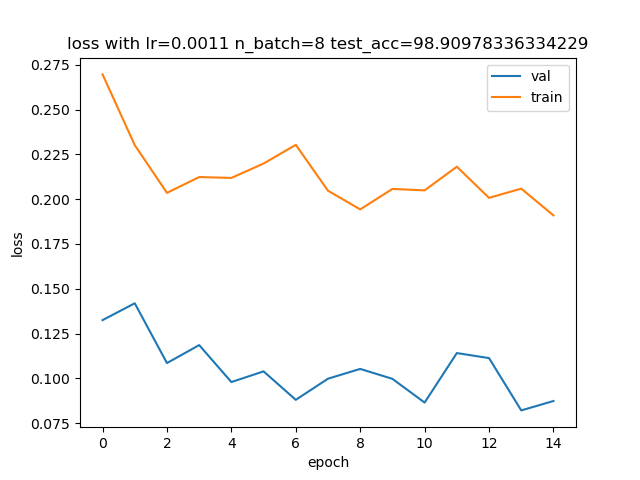 loss with lr=0.0011 n_batch=8 test_acc=98.90978336334229
val
train
0.275
0.250
0.225
0.200
0.175
0.150
0.125
0.100
0.075
loss
0 2 4 6 8 10 12 14
epoch